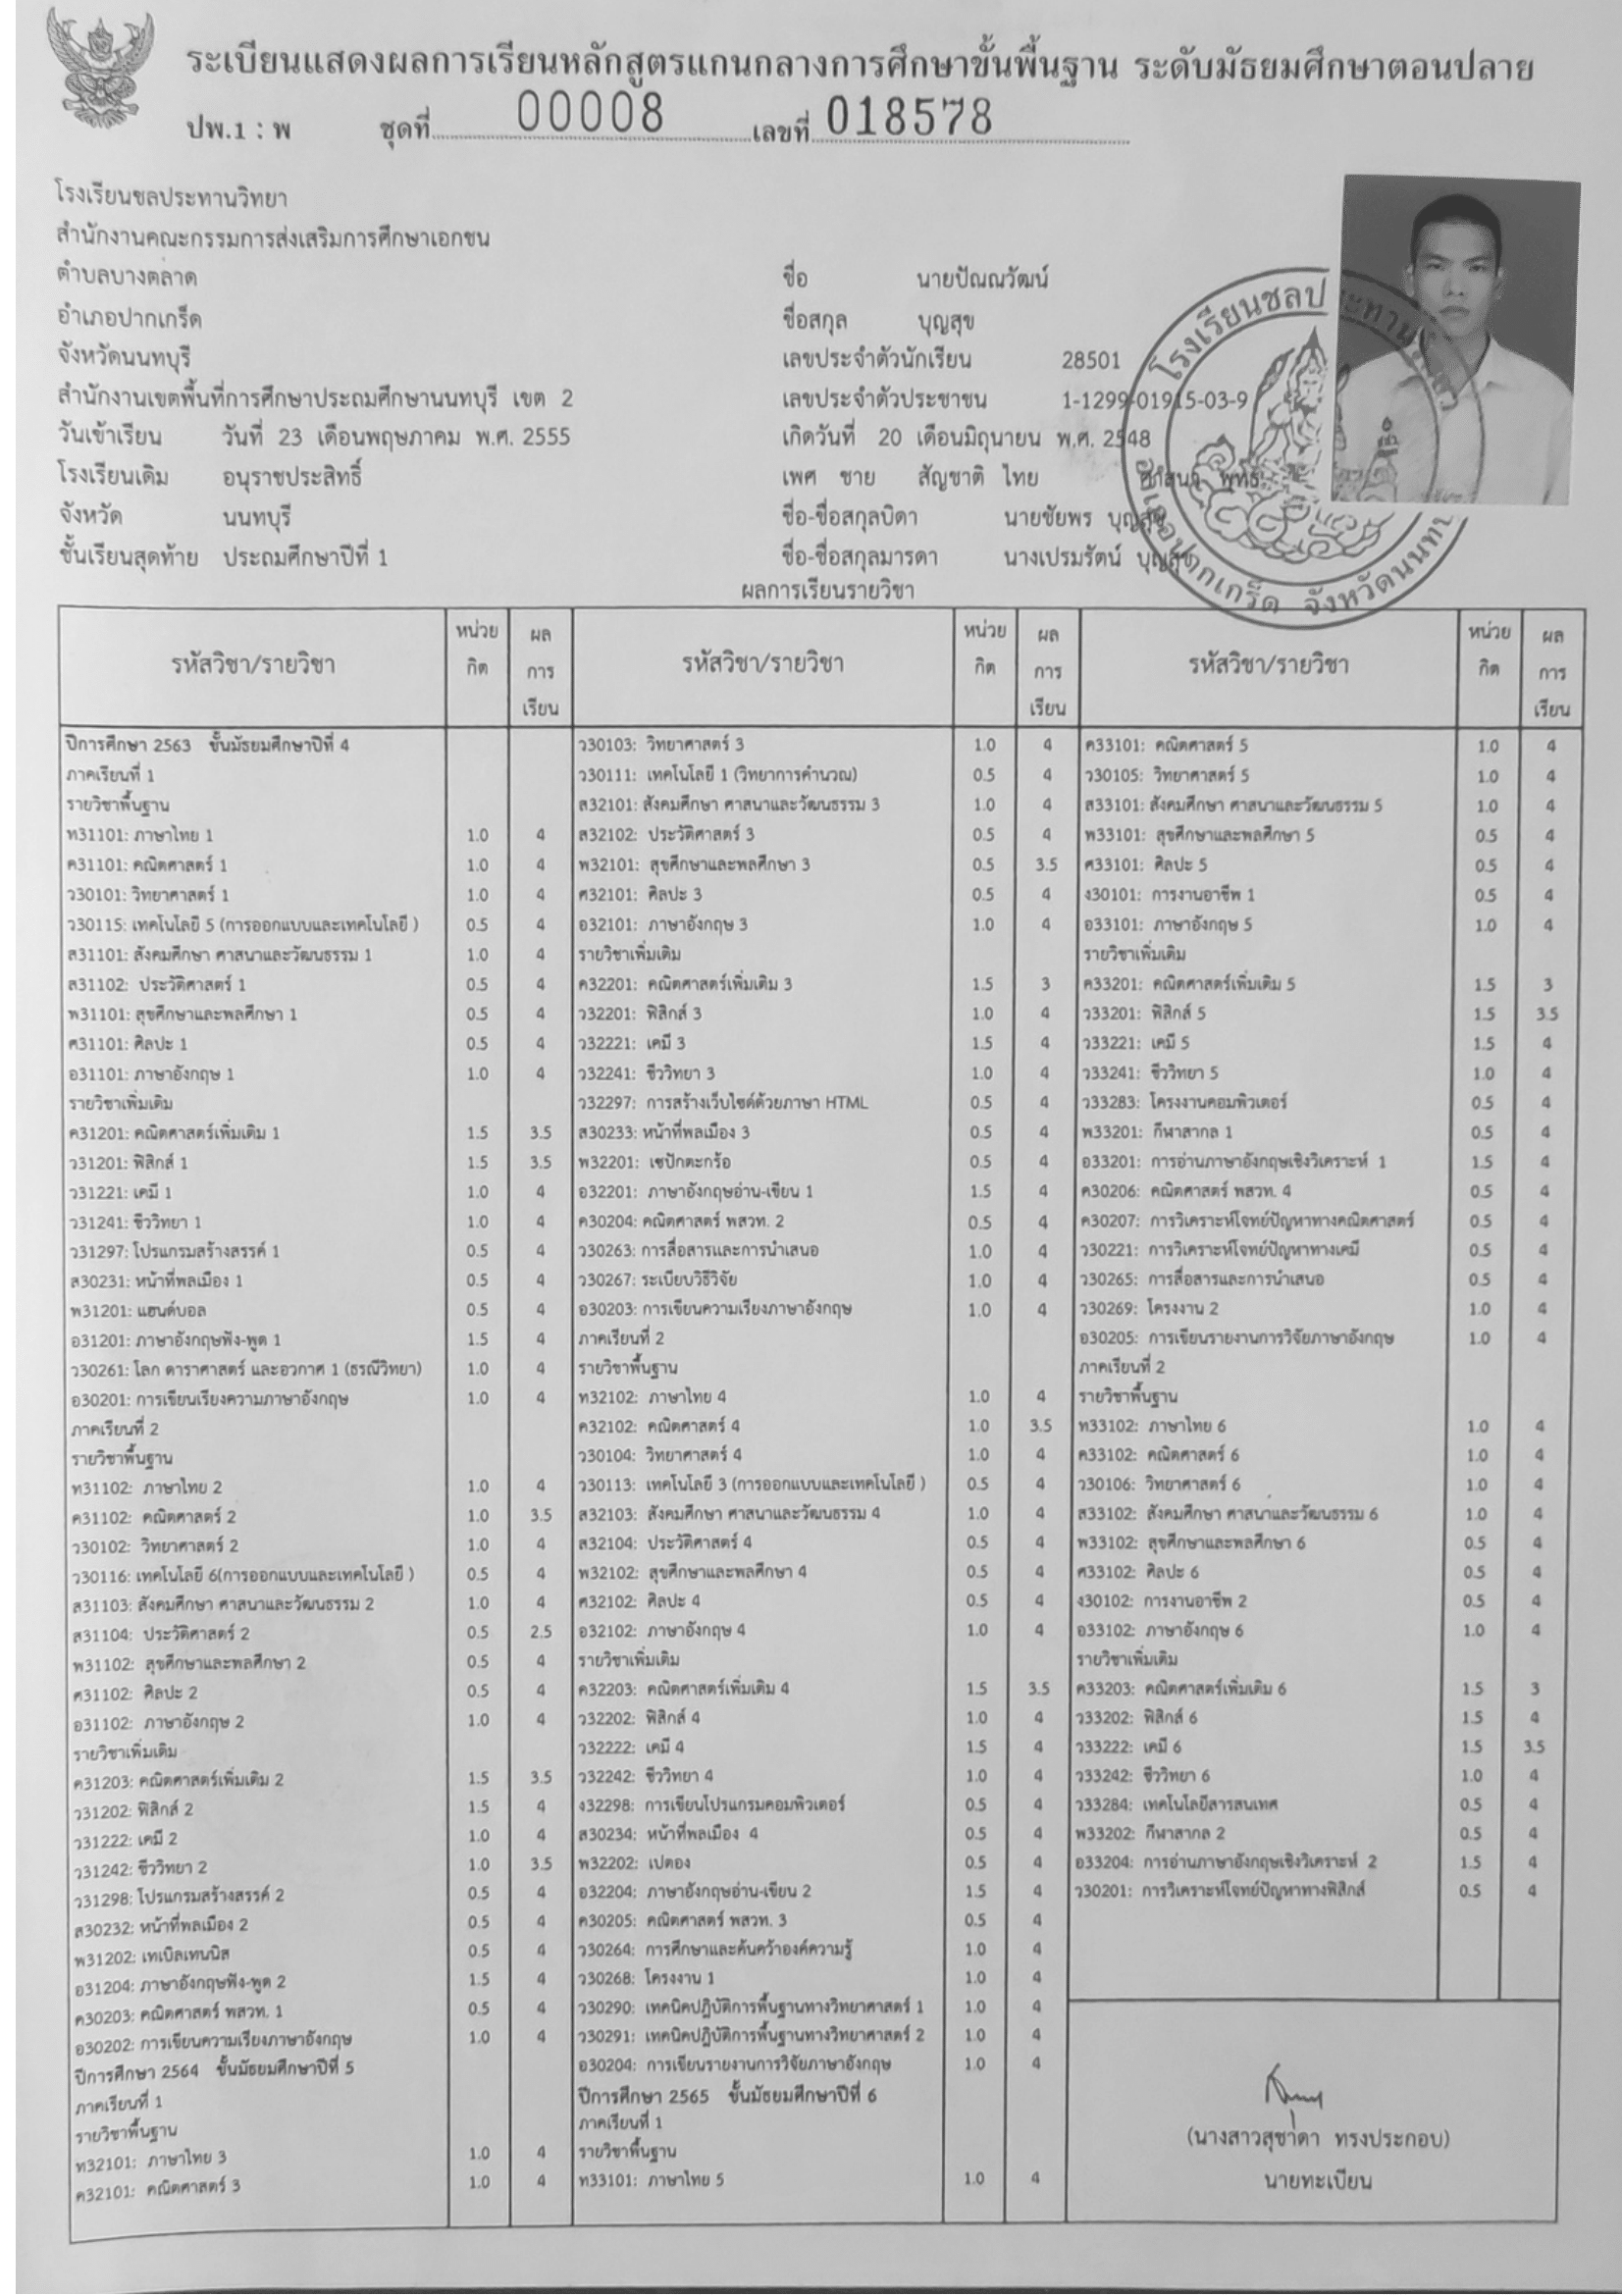 ระเบียนแสดงผลการเรียนหลักสูตรแกนกลางการศึกษาขั้นพื้นฐาน ระดับมัธยมศึกษาตอนปลาย
ปพ.1 : พ ชุดที่ 00008 เลขที่ 018578
โรงเรียนชลประทานวิทยา
สำนักงานคณะกรรมการส่งเสริมการศึกษาเอกชน
ตำบลบางตลาด
อำเภอปากเกร็ด
จังหวัดนนทบุรี
สำนักงานเขตพื้นที่การศึกษาประถมศึกษานนทบุรี เขต 2
วันเข้าเรียน วันที่ 23 เดือนพฤษภาคม พ.ศ. 2555
โรงเรียนเดิม อนุราชประสิทธิ์
จังหวัด นนทบุรี
ชั้นเรียนสุดท้าย ประถมศึกษาปีที่ 1
ชื่อ นายปัณณวัฒน์
ชื่อสกุล บุญสุข
เลขประจำตัวนักเรียน 28501
เลขประจำตัวประชาชน 1-1299-01915-03-9
เกิดวันที่ 20 เดือนมิถุนายน พ.ศ. 2548
เพศ ชาย สัญชาติ ไทย ศาสนา พุทธ
ชื่อ-ชื่อสกุลบิดา นายชัยพร บุญสุข
ชื่อ-ชื่อสกุลมารดา นางเปรมรัตน์ บุญสุข
โรงเรียนชลประทาน
อำเภอปากเกร็ด จังหวัดนนทบุ
ผลการเรียนรายวิชา
รหัสวิชา/รายวิชา หน่วยกิต ผลการเรียน
ปีการศึกษา 2563 ชั้นมัธยมศึกษาปีที่ 4
ภาคเรียนที่ 1
รายวิชาพื้นฐาน
ท31101: ภาษาไทย 1 1.0 4
ค31101: คณิตศาสตร์ 1 1.0 4
ว30101: วิทยาศาสตร์ 1 1.0 4
ว30115: เทคโนโลยี 5 (การออกแบบและเทคโนโลยี ) 0.5 4
ส31101: สังคมศึกษา ศาสนาและวัฒนธรรม 1 1.0 4
ส31102: ประวัติศาสตร์ 1 0.5 4
พ31101: สุขศึกษาและพลศึกษา 1 0.5 4
ศ31101: ศิลปะ 1 0.5 4
อ31101: ภาษาอังกฤษ 1 1.0 4
รายวิชาเพิ่มเติม
ค31201: คณิตศาสตร์เพิ่มเติม 1 1.5 3.5
ว31201: ฟิสิกส์ 1 1.5 3.5
ว31221: เคมี 1 1.0 4
ว31241: ชีววิทยา 1 1.0 4
ว31297: โปรแกรมสร้างสรรค์ 1 0.5 4
ส30231: หน้าที่พลเมือง 1 0.5 4
พ31201: แฮนด์บอล 0.5 4
อ31201: ภาษาอังกฤษฟัง-พูด 1 1.5 4
ว30261: โลก ดาราศาสตร์ และอวกาศ 1 (ธรณีวิทยา) 1.0 4
อ30201: การเขียนเรียงความภาษาอังกฤษ 1.0 4
ภาคเรียนที่ 2
รายวิชาพื้นฐาน
ท31102: ภาษาไทย 2 1.0 4
ค31102: คณิตศาสตร์ 2 1.0 3.5
ว30102: วิทยาศาสตร์ 2 1.0 4
ว30116: เทคโนโลยี 6(การออกแบบและเทคโนโลยี ) 0.5 4
ส31103: สังคมศึกษา ศาสนาและวัฒนธรรม 2 1.0 4
ส31104: ประวัติศาสตร์ 2 0.5 2.5
พ31102: สุขศึกษาและพลศึกษา 2 0.5 4
ศ31102: ศิลปะ 2 0.5 4
อ31102: ภาษาอังกฤษ 2 1.0 4
รายวิชาเพิ่มเติม
ค31203: คณิตศาสตร์เพิ่มเติม 2 1.5 3.5
ว31202: ฟิสิกส์ 2 1.5 4
ว31222: เคมี 2 1.0 4
ว31242: ชีววิทยา 2 1.0 3.5
ว31298: โปรแกรมสร้างสรรค์ 2 0.5 4
ส30232: หน้าที่พลเมือง 2 0.5 4
พ31202: เทเบิลเทนนิส 0.5 4
อ31204: ภาษาอังกฤษฟัง-พูด 2 1.5 4
ค30203: คณิตศาสตร์ พสวท. 1 0.5 4
อ30202: การเขียนความเรียงภาษาอังกฤษ 1.0 4
ปีการศึกษา 2564 ชั้นมัธยมศึกษาปีที่ 5
ภาคเรียนที่ 1
รายวิชาพื้นฐาน
ท32101: ภาษาไทย 3 1.0 4
ค32101: คณิตศาสตร์ 3 1.0 4
รหัสวิชา/รายวิชา หน่วยกิต ผลการเรียน
ว30103: วิทยาศาสตร์ 3 1.0 4
ว30111: เทคโนโลยี 1 (วิทยาการคำนวณ) 0.5 4
ส32101: สังคมศึกษา ศาสนาและวัฒนธรรม 3 1.0 4
ส32102: ประวัติศาสตร์ 3 0.5 4
พ32101: สุขศึกษาและพลศึกษา 3 0.5 3.5
ศ32101: ศิลปะ 3 0.5 4
อ32101: ภาษาอังกฤษ 3 1.0 4
รายวิชาเพิ่มเติม
ค32201: คณิตศาสตร์เพิ่มเติม 3 1.5 3
ว32201: ฟิสิกส์ 3 1.0 4
ว32221: เคมี 3 1.5 4
ว32241: ชีววิทยา 3 1.0 4
ว32297: การสร้างเว็บไซต์ด้วยภาษา HTML 0.5 4
ส30233: หน้าที่พลเมือง 3 0.5 4
พ32201: เซปักตะกร้อ 0.5 4
อ32201: ภาษาอังกฤษอ่าน-เขียน 1 1.5 4
ค30204: คณิตศาสตร์ พสวท. 2 0.5 4
ว30263: การสื่อสารและการนำเสนอ 1.0 4
ว30267: ระเบียบวิธีวิจัย 1.0 4
อ30203: การเขียนความเรียงภาษาอังกฤษ 1.0 4
ภาคเรียนที่ 2
รายวิชาพื้นฐาน
ท32102: ภาษาไทย 4 1.0 4
ค32102: คณิตศาสตร์ 4 1.0 3.5
ว30104: วิทยาศาสตร์ 4 1.0 4
ว30113: เทคโนโลยี 3 (การออกแบบและเทคโนโลยี ) 0.5 4
ส32103: สังคมศึกษา ศาสนาและวัฒนธรรม 4 1.0 4
ส32104: ประวัติศาสตร์ 4 0.5 4
พ32102: สุขศึกษาและพลศึกษา 4 0.5 4
ศ32102: ศิลปะ 4 0.5 4
อ32102: ภาษาอังกฤษ 4 1.0 4
รายวิชาเพิ่มเติม
ค32203: คณิตศาสตร์เพิ่มเติม 4 1.5 3.5
ว32202: ฟิสิกส์ 4 1.0 4
ว32222: เคมี 4 1.5 4
ว32242: ชีววิทยา 4 1.0 4
ง32298: การเขียนโปรแกรมคอมพิวเตอร์ 0.5 4
ส30234: หน้าที่พลเมือง 4 0.5 4
พ32202: เปตอง 0.5 4
อ32204: ภาษาอังกฤษอ่าน-เขียน 2 1.5 4
ค30205: คณิตศาสตร์ พสวท. 3 0.5 4
ว30264: การศึกษาและค้นคว้าองค์ความรู้ 1.0 4
ว30268: โครงงาน 1 1.0 4
ว30290: เทคนิคปฏิบัติการพื้นฐานทางวิทยาศาสตร์ 1 1.0 4
ว30291: เทคนิคปฏิบัติการพื้นฐานทางวิทยาศาสตร์ 2 1.0 4
อ30204: การเขียนรายงานการวิจัยภาษาอังกฤษ 1.0 4
ปีการศึกษา 2565 ชั้นมัธยมศึกษาปีที่ 6
ภาคเรียนที่ 1
รายวิชาพื้นฐาน
ท33101: ภาษาไทย 5 1.0 4
รหัสวิชา/รายวิชา หน่วยกิต ผลการเรียน
ค33101: คณิตศาสตร์ 5 1.0 4
ว30105: วิทยาศาสตร์ 5 1.0 4
ส33101: สังคมศึกษา ศาสนาและวัฒนธรรม 5 1.0 4
พ33101: สุขศึกษาและพลศึกษา 5 0.5 4
ศ33101: ศิลปะ 5 0.5 4
ง30101: การงานอาชีพ 1 0.5 4
อ33101: ภาษาอังกฤษ 5 1.0 4
รายวิชาเพิ่มเติม
ค33201: คณิตศาสตร์เพิ่มเติม 5 1.5 3
ว33201: ฟิสิกส์ 5 1.5 3.5
ว33221: เคมี 5 1.5 4
ว33241: ชีววิทยา 5 1.0 4
ว33283: โครงงานคอมพิวเตอร์ 0.5 4
พ33201: กีฬาสากล 1 0.5 4
อ33201: การอ่านภาษาอังกฤษเชิงวิเคราะห์ 1 1.5 4
ค30206: คณิตศาสตร์ พสวท. 4 0.5 4
ค30207: การวิเคราะห์โจทย์ปัญหาทางคณิตศาสตร์ 0.5 4
ว30221: การวิเคราะห์โจทย์ปัญหาทางเคมี 0.5 4
ว30265: การสื่อสารและการนำเสนอ 0.5 4
ว30269: โครงงาน 2 1.0 4
อ30205: การเขียนรายงานการวิจัยภาษาอังกฤษ 1.0 4
ภาคเรียนที่ 2
รายวิชาพื้นฐาน
ท33102: ภาษาไทย 6 1.0 4
ค33102: คณิตศาสตร์ 6 1.0 4
ว30106: วิทยาศาสตร์ 6 1.0 4
ส33102: สังคมศึกษา ศาสนาและวัฒนธรรม 6 1.0 4
พ33102: สุขศึกษาและพลศึกษา 6 0.5 4
ศ33102: ศิลปะ 6 0.5 4
ง30102: การงานอาชีพ 2 0.5 4
อ33102: ภาษาอังกฤษ 6 1.0 4
รายวิชาเพิ่มเติม
ค33203: คณิตศาสตร์เพิ่มเติม 6 1.5 3
ว33202: ฟิสิกส์ 6 1.5 4
ว33222: เคมี 6 1.5 3.5
ว33242: ชีววิทยา 6 1.0 4
ว33284: เทคโนโลยีสารสนเทศ 0.5 4
พ33202: กีฬาสากล 2 0.5 4
อ33204: การอ่านภาษาอังกฤษเชิงวิเคราะห์ 2 1.5 4
ว30201: การวิเคราะห์โจทย์ปัญหาทางฟิสิกส์ 0.5 4
(นางสาวสุชาดา ทรงประกอบ)
นายทะเบียน